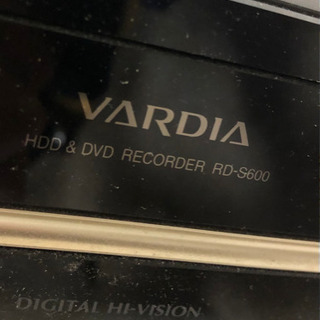 VARDIA
HDD & DVD RECORDER RD-S600
DIGITAL HI-VISION